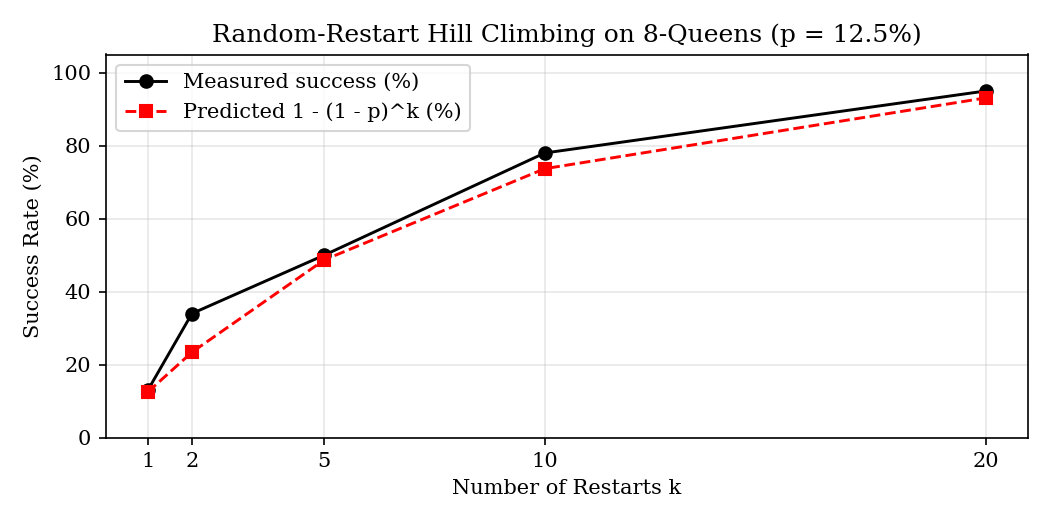 Random-Restart Hill Climbing on 8-Queens (p = 12.5%)
Measured success (%)
Predicted 1 - (1 - p)^k (%)
Success Rate (%)
100
80
60
40
20
0
1 2 5 10 20
Number of Restarts k